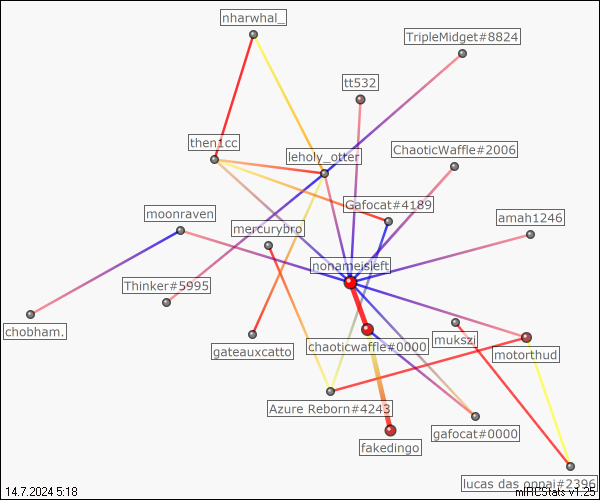 nharwhal_
TripleMidget#8824
tt532
then1cc
ChaoticWaffle#2006
leholy_otter
Gafocat#4189
moonraven
mercurybro
amah1246
nonameisleft
Thinker#5995
chobham.
mukszi
chaoticwaffle#0000
gateauxcatto
motorthud
Azure Reborn#4243
gafocat#0000
fakedingo
lucas das oppai#2396
14.7.2024 5:18
mIRCStats v1.25